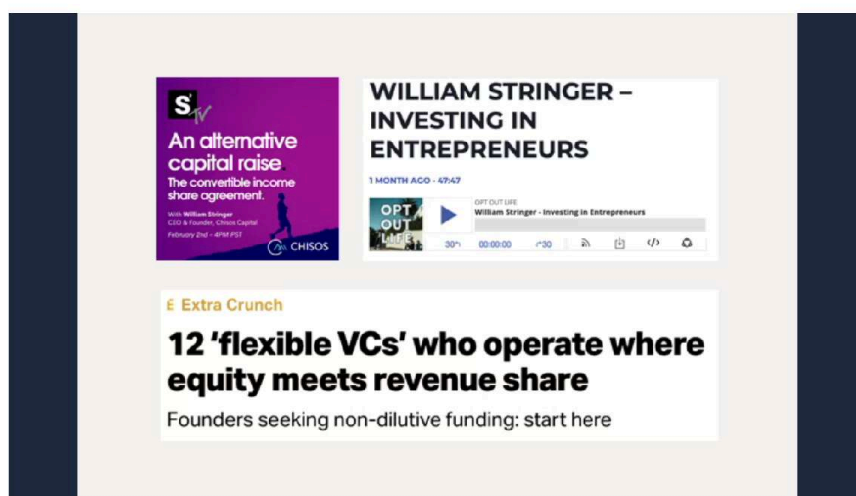 S'
TV
An alternative
capital raise.
The convertible income
share agreement.
With William Stringer
CEO & Founder, Chisos Capital
February 2nd - 4PM PST
CHISOS
WILLIAM STRINGER –
INVESTING IN
ENTREPRENEURS
1 MONTH AGO - 47:47
OPT OUT LIFE
William Stringer - Investing in Entrepreneurs
OPT
OUT
LIFE
30
00:00:00
30
</>
Extra Crunch
12 'flexible VCs' who operate where
equity meets revenue share
Founders seeking non-dilutive funding: start here